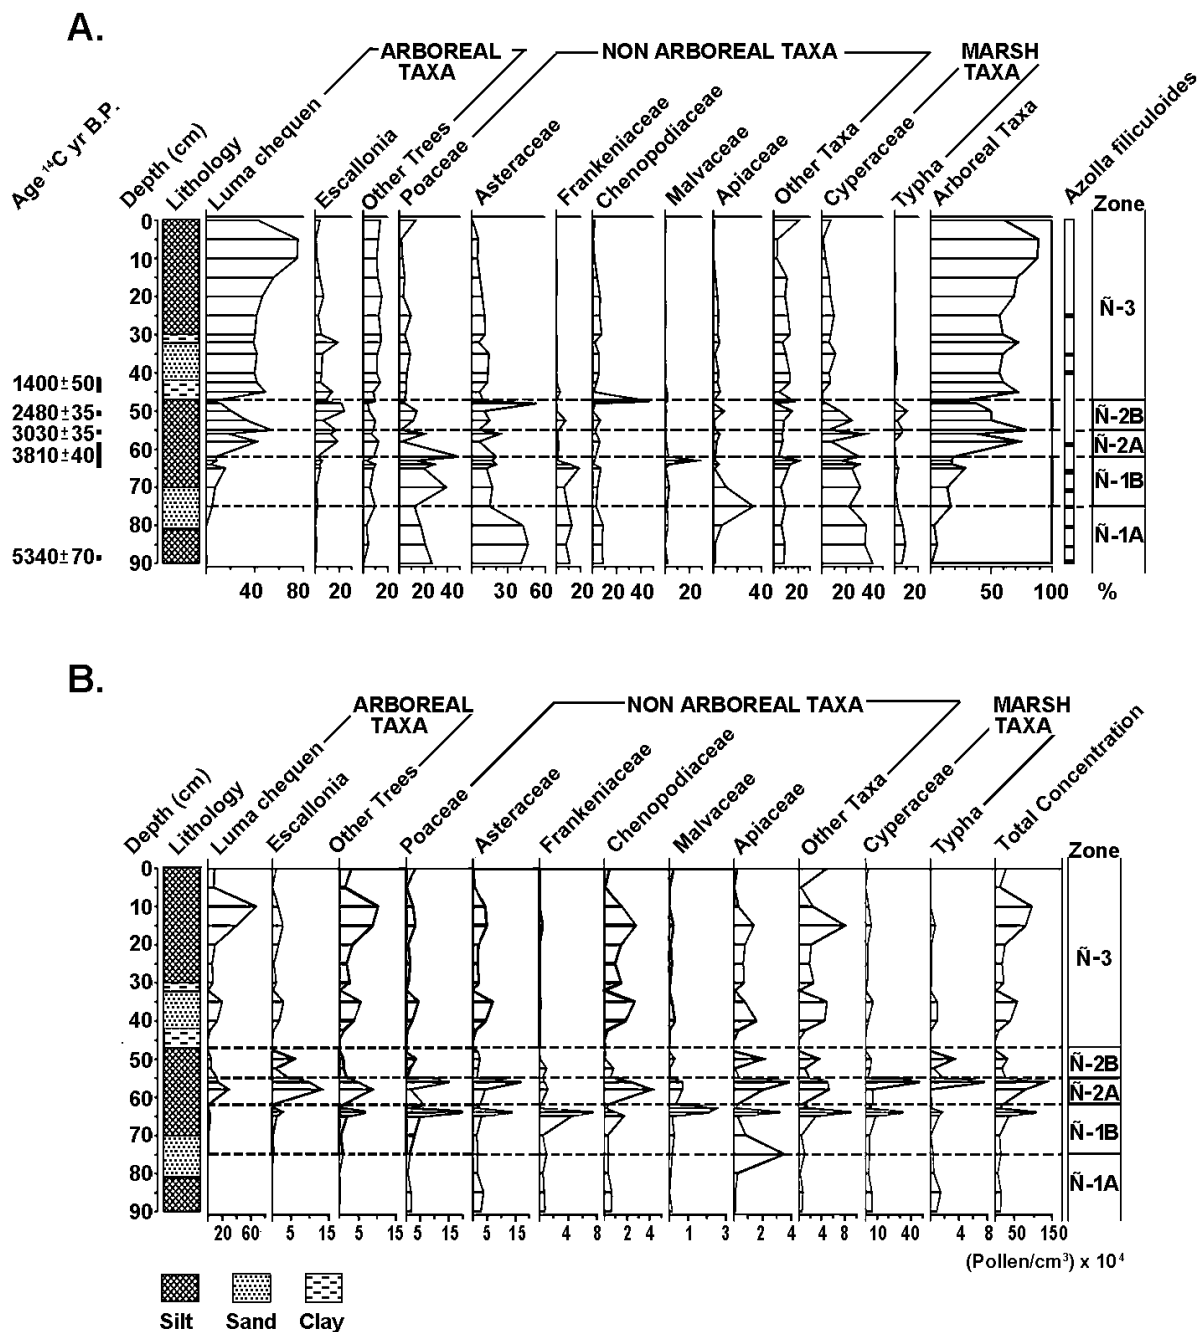 A.
ARBOREAL TAXA
NON ARBOREAL TAXA
MARSH TAXA
Age ¹⁴C yr B.P.
Depth (cm)
Lithology
Luma chequen
Escallonia
Other Trees
Poaceae
Asteraceae
Frankeniaceae
Chenopodiaceae
Malvaceae
Apiaceae
Other Taxa
Cyperaceae
Typha
Arboreal Taxa
Azolla filiculoides
Zone
0
10
20
30
40
50
60
70
80
90
1400±50
2480±35
3030±35
3810±40
5340±70
Ñ-3
Ñ-2B
Ñ-2A
Ñ-1B
Ñ-1A
40 80 20 20 20 40 30 60 20 20 40 20 40 20 20 40 20 50 100 %
B.
ARBOREAL TAXA
NON ARBOREAL TAXA
MARSH TAXA
Depth (cm)
Lithology
Luma chequen
Escallonia
Other Trees
Poaceae
Asteraceae
Frankeniaceae
Chenopodiaceae
Malvaceae
Apiaceae
Other Taxa
Cyperaceae
Typha
Total Concentration
Zone
0
10
20
30
40
50
60
70
80
90
Ñ-3
Ñ-2B
Ñ-2A
Ñ-1B
Ñ-1A
20 60 5 15 5 15 5 15 5 15 4 8 2 4 1 3 2 4 4 8 10 40 4 8 50 150
(Pollen/cm³) x 10⁴
Silt Sand Clay